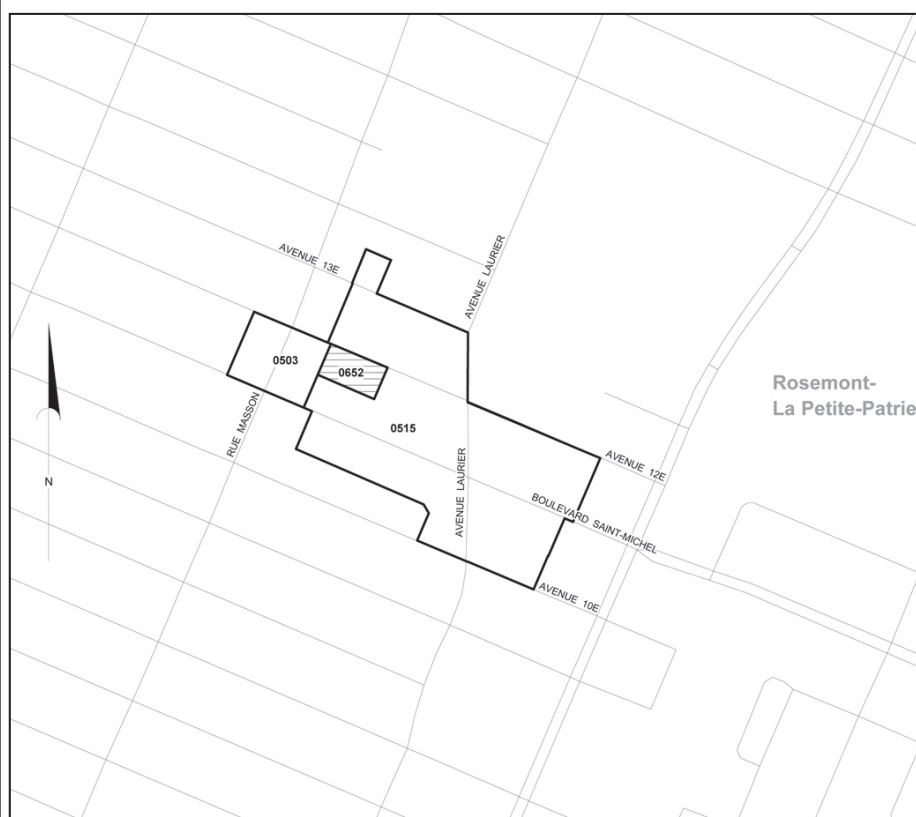 AVENUE LAURIER
AVENUE 13E
0503
0652
Rosemont-
La Petite-Patrie
RUE MASSON
0515
AVENUE LAURIER
AVENUE 12E
N
BOULEVARD SAINT-MICHEL
AVENUE 10E